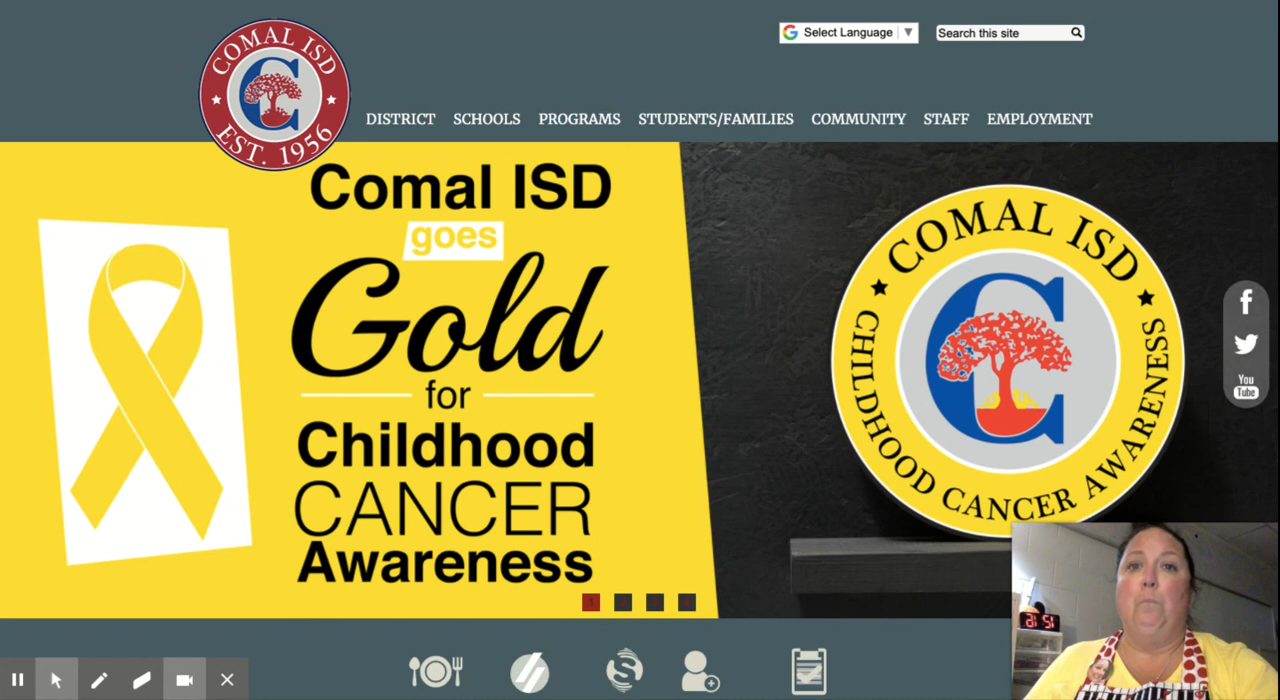 COMAL ISD
EST. 1956
Select Language
Search this site
DISTRICT SCHOOLS PROGRAMS STUDENTS/FAMILIES COMMUNITY STAFF EMPLOYMENT
Comal ISD
goes
Gold
for
Childhood
CANCER
Awareness
COMAL ISD
CHILDHOOD CANCER AWARENESS
You
Tube